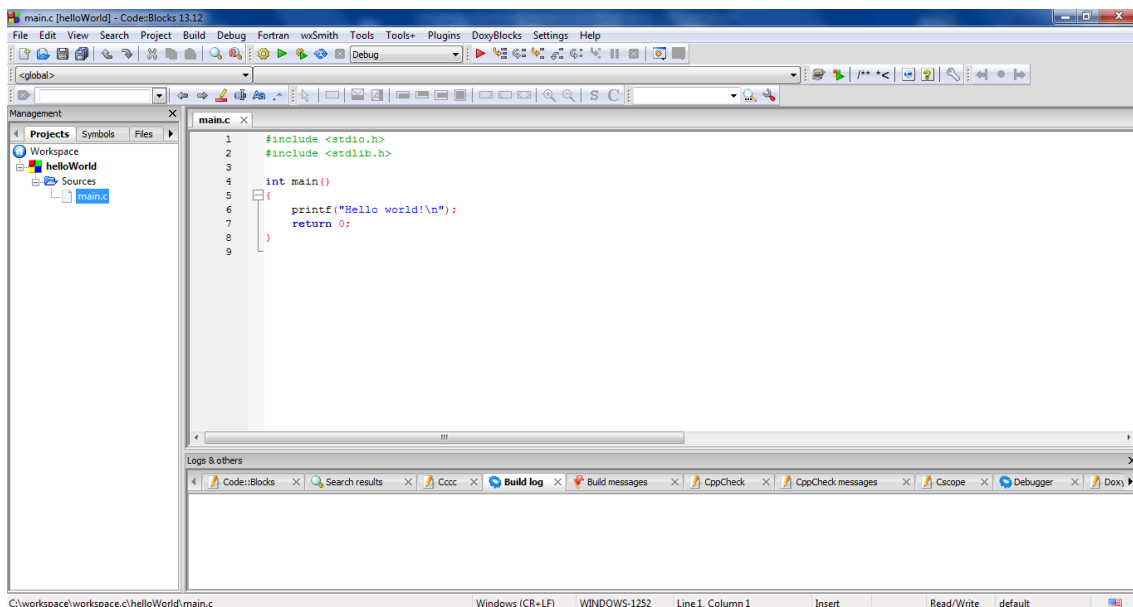 main.c [helloWorld] - Code::Blocks 13.12
File Edit View Search Project Build Debug Fortran wxSmith Tools Tools+ Plugins DoxyBlocks Settings Help
Debug
<global>
/** *<
S C
Management
Projects Symbols Files
main.c
Workspace
helloWorld
Sources
main.c
1 #include <stdio.h>
2 #include <stdlib.h>
3
4 int main()
5 {
6 printf("Hello world!\n");
7 return 0;
8 }
9
Logs & others
Code::Blocks Search results Cccc Build log Build messages CppCheck CppCheck messages Cscope Debugger Doxy
C:\workspace\workspace.c\helloWorld\main.c Windows (CR+LF) WINDOWS-1252 Line 1, Column 1 Insert Read/Write default